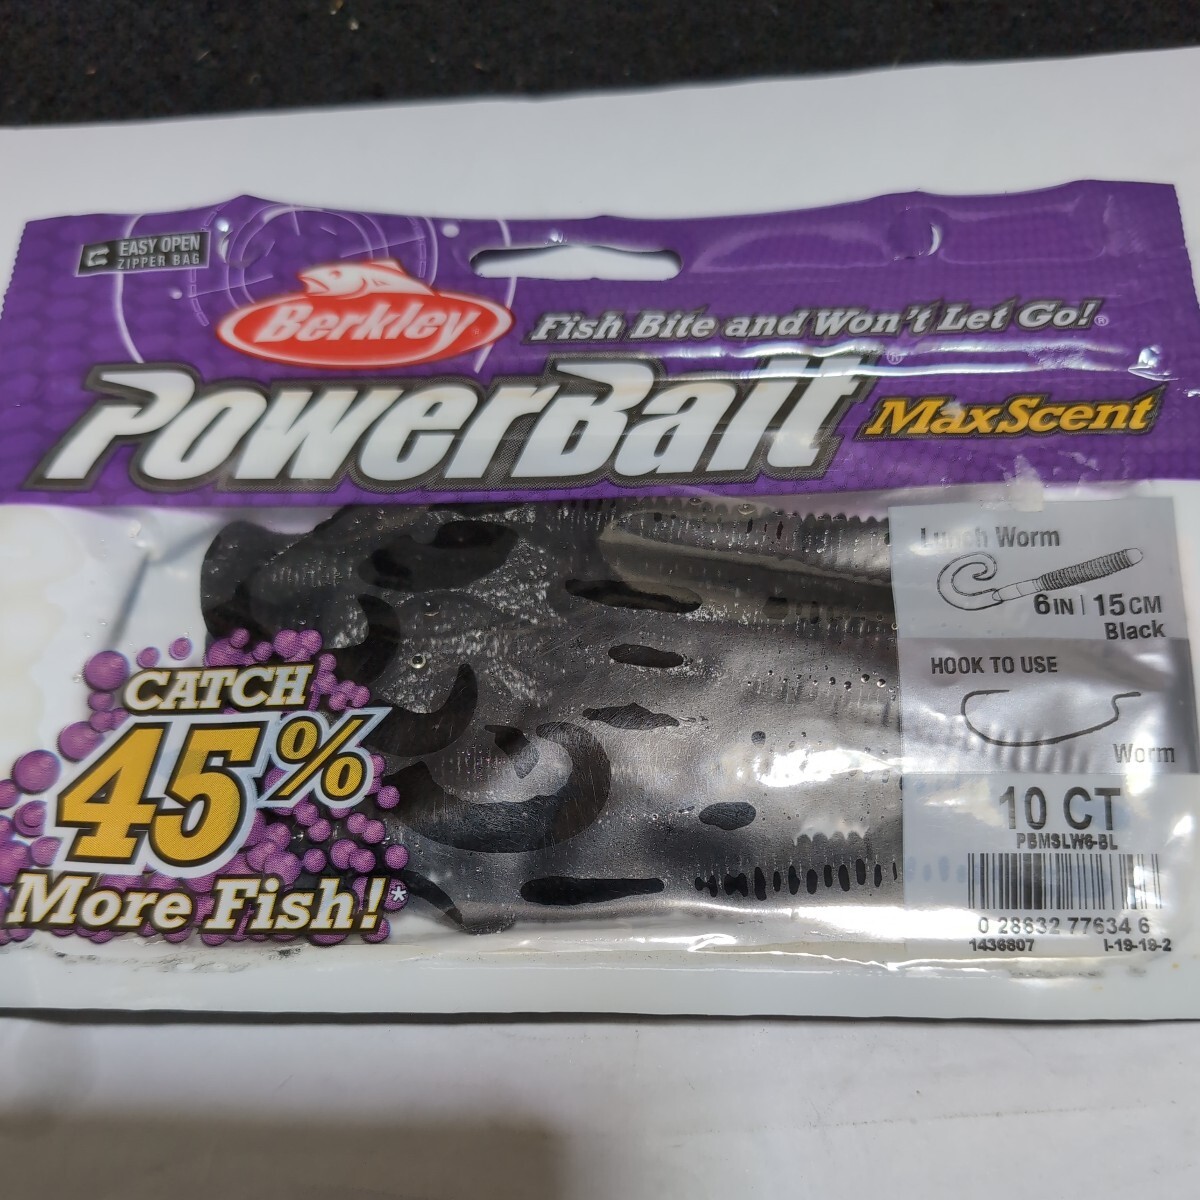 EASY OPEN
ZIPPER BAG
Berkley
Fish Bite and Won't Let Go!®
PowerBait®
MaxScent
Lunch Worm
6IN | 15CM
Black
HOOK TO USE
Worm
CATCH
45%
More Fish!*
10 CT
PBMSLW6-BL
0 28632 77634 6
1436807 I-19-19-2